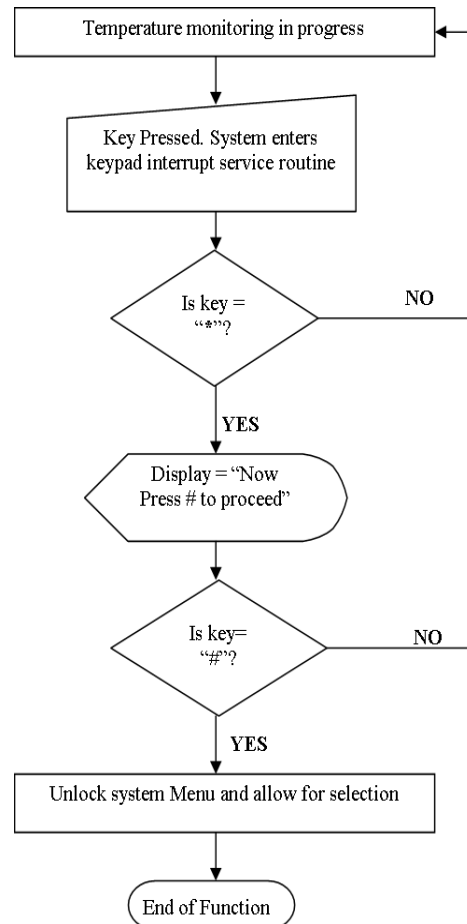 Temperature monitoring in progress
Key Pressed. System enters
keypad interrupt service routine
Is key =
“*”?
NO
YES
Display = “Now
Press # to proceed”
Is key=
“#”?
NO
YES
Unlock system Menu and allow for selection
End of Function